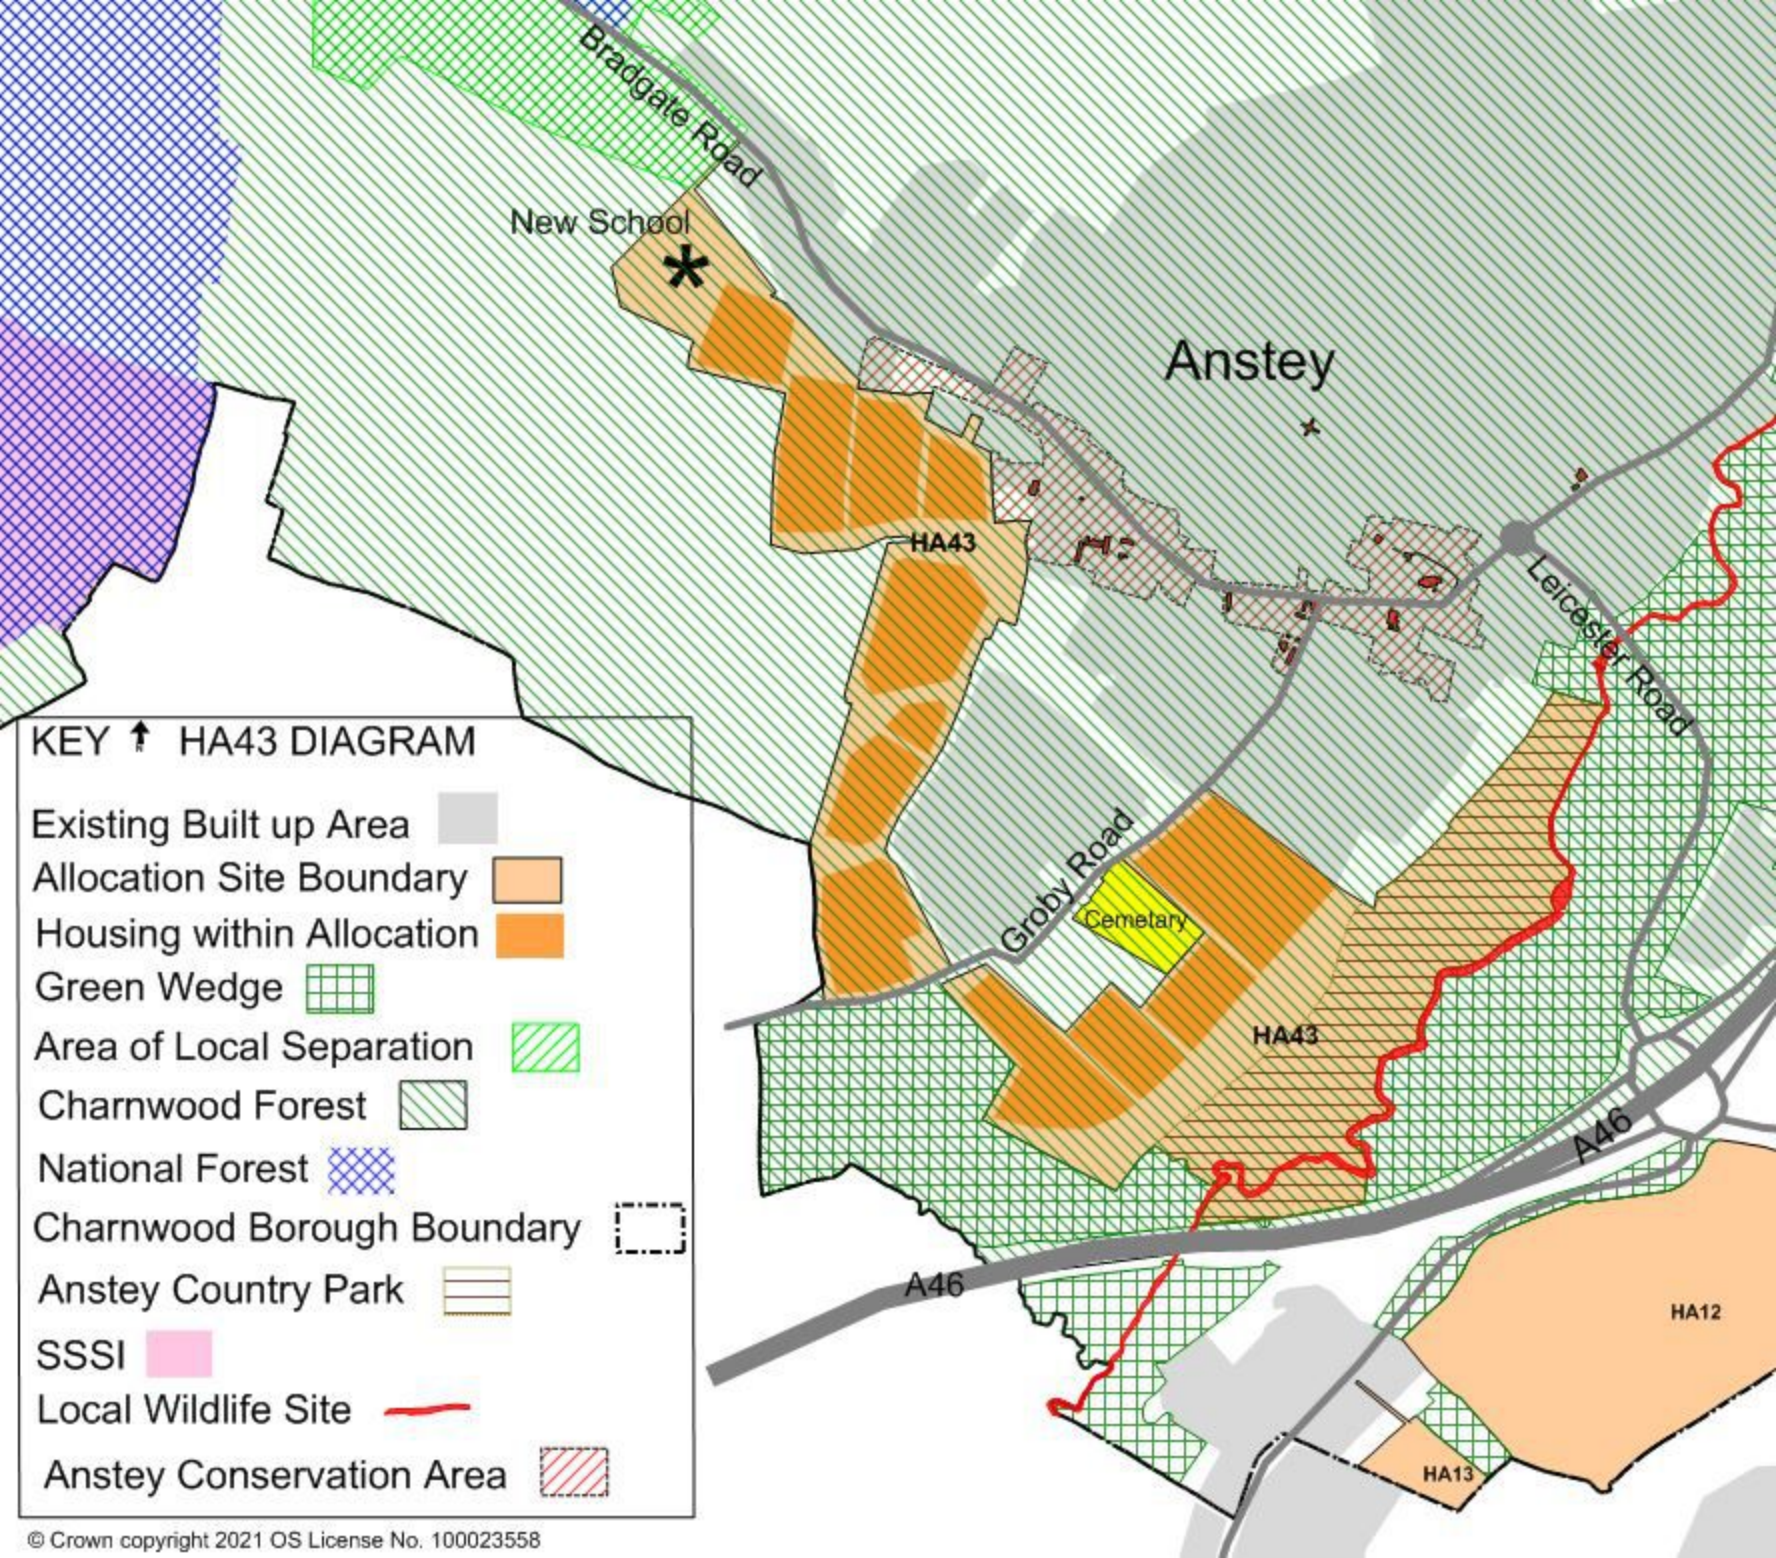 Bradgate Road
New School
*
Anstey
HA43
Leicester Road
Groby Road
Cemetary
HA43
A46
A46
HA12
HA13
KEY HA43 DIAGRAM
Existing Built up Area
Allocation Site Boundary
Housing within Allocation
Green Wedge
Area of Local Separation
Charnwood Forest
National Forest
Charnwood Borough Boundary
Anstey Country Park
SSSI
Local Wildlife Site
Anstey Conservation Area
© Crown copyright 2021 OS License No. 100023558